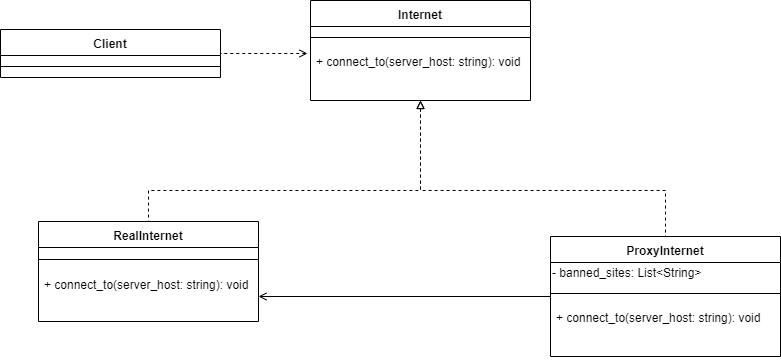 Internet
Client
+ connect_to(server_host: string): void
RealInternet
ProxyInternet
- banned_sites: List<String>
+ connect_to(server_host: string): void
+ connect_to(server_host: string): void